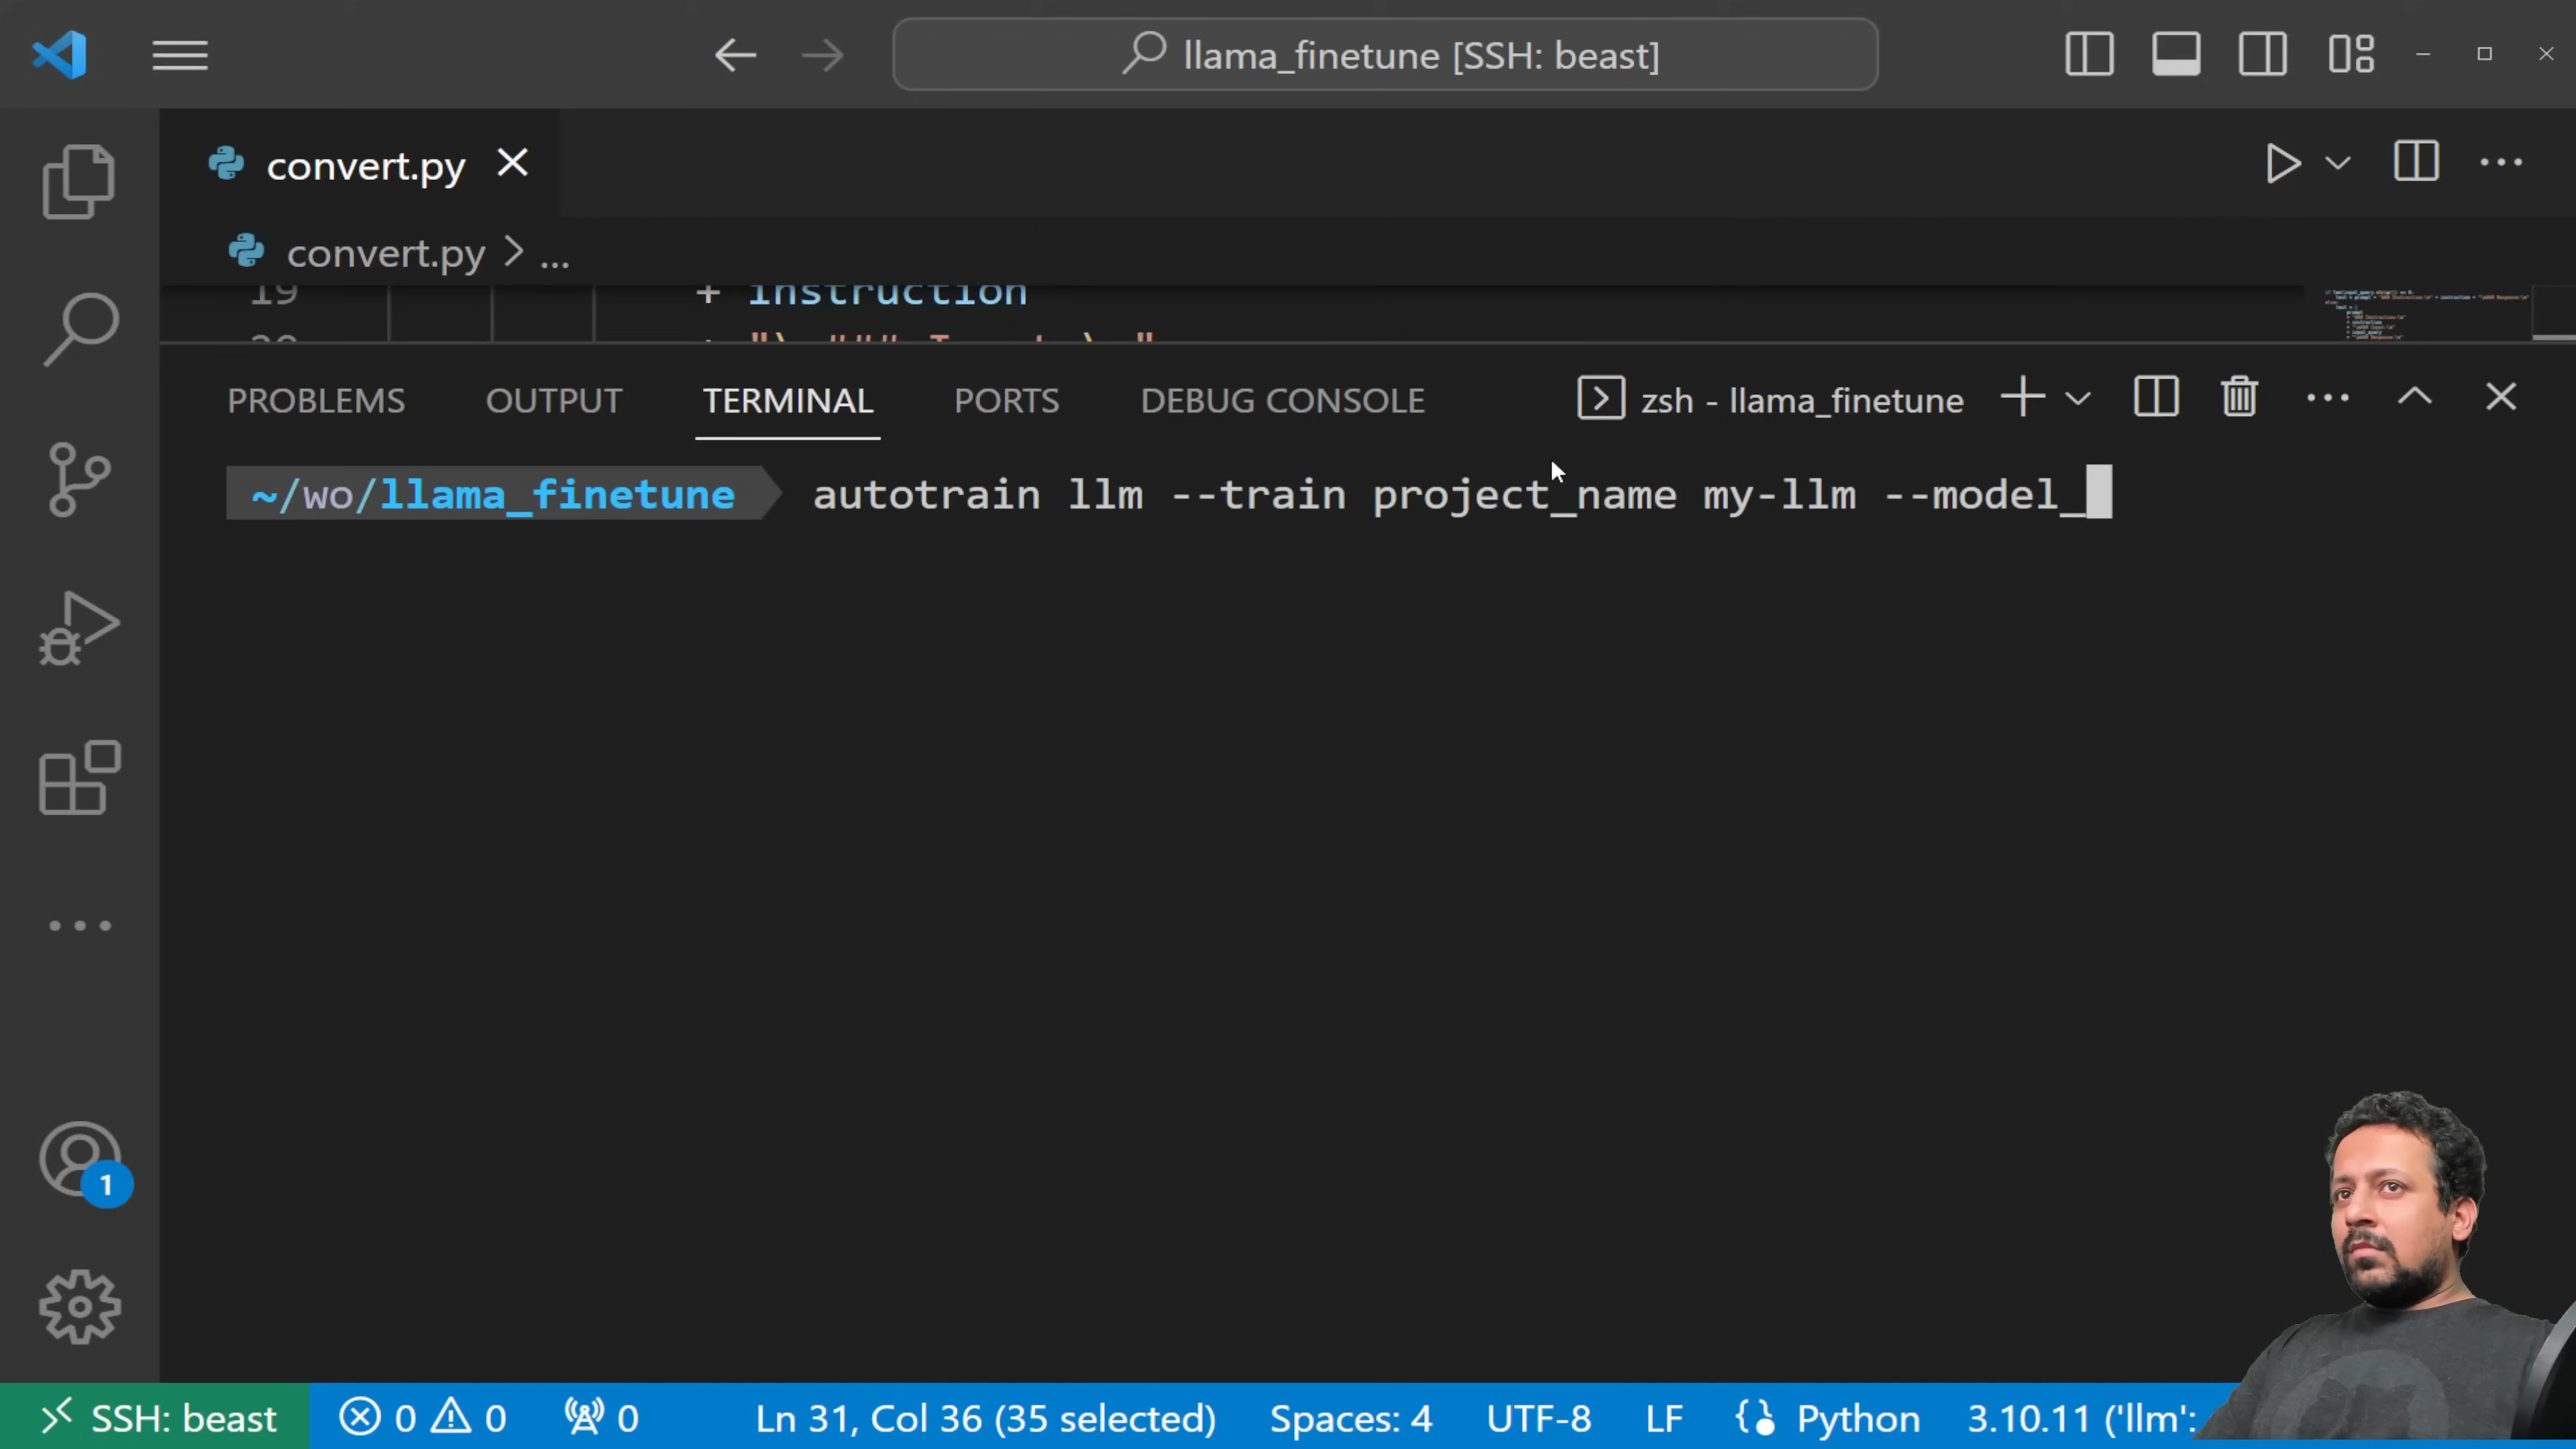 llama_finetune [SSH: beast]
convert.py
convert.py > ...
19 + instruction
PROBLEMS OUTPUT TERMINAL PORTS DEBUG CONSOLE zsh - llama_finetune
~/wo/llama_finetune autotrain llm --train project_name my-llm --model_
1
SSH: beast 0 0 0 Ln 31, Col 36 (35 selected) Spaces: 4 UTF-8 LF Python 3.10.11 ('llm':